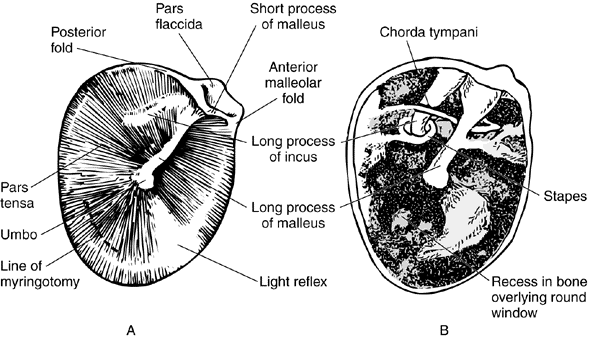 Posterior
fold
Pars
flaccida
Short process
of malleus
Anterior
malleolar
fold
Long process
of incus
Long process
of malleus
Light reflex
Pars
tensa
Umbo
Line of
myringotomy
A
Chorda tympani
Stapes
Recess in bone
overlying round
window
B